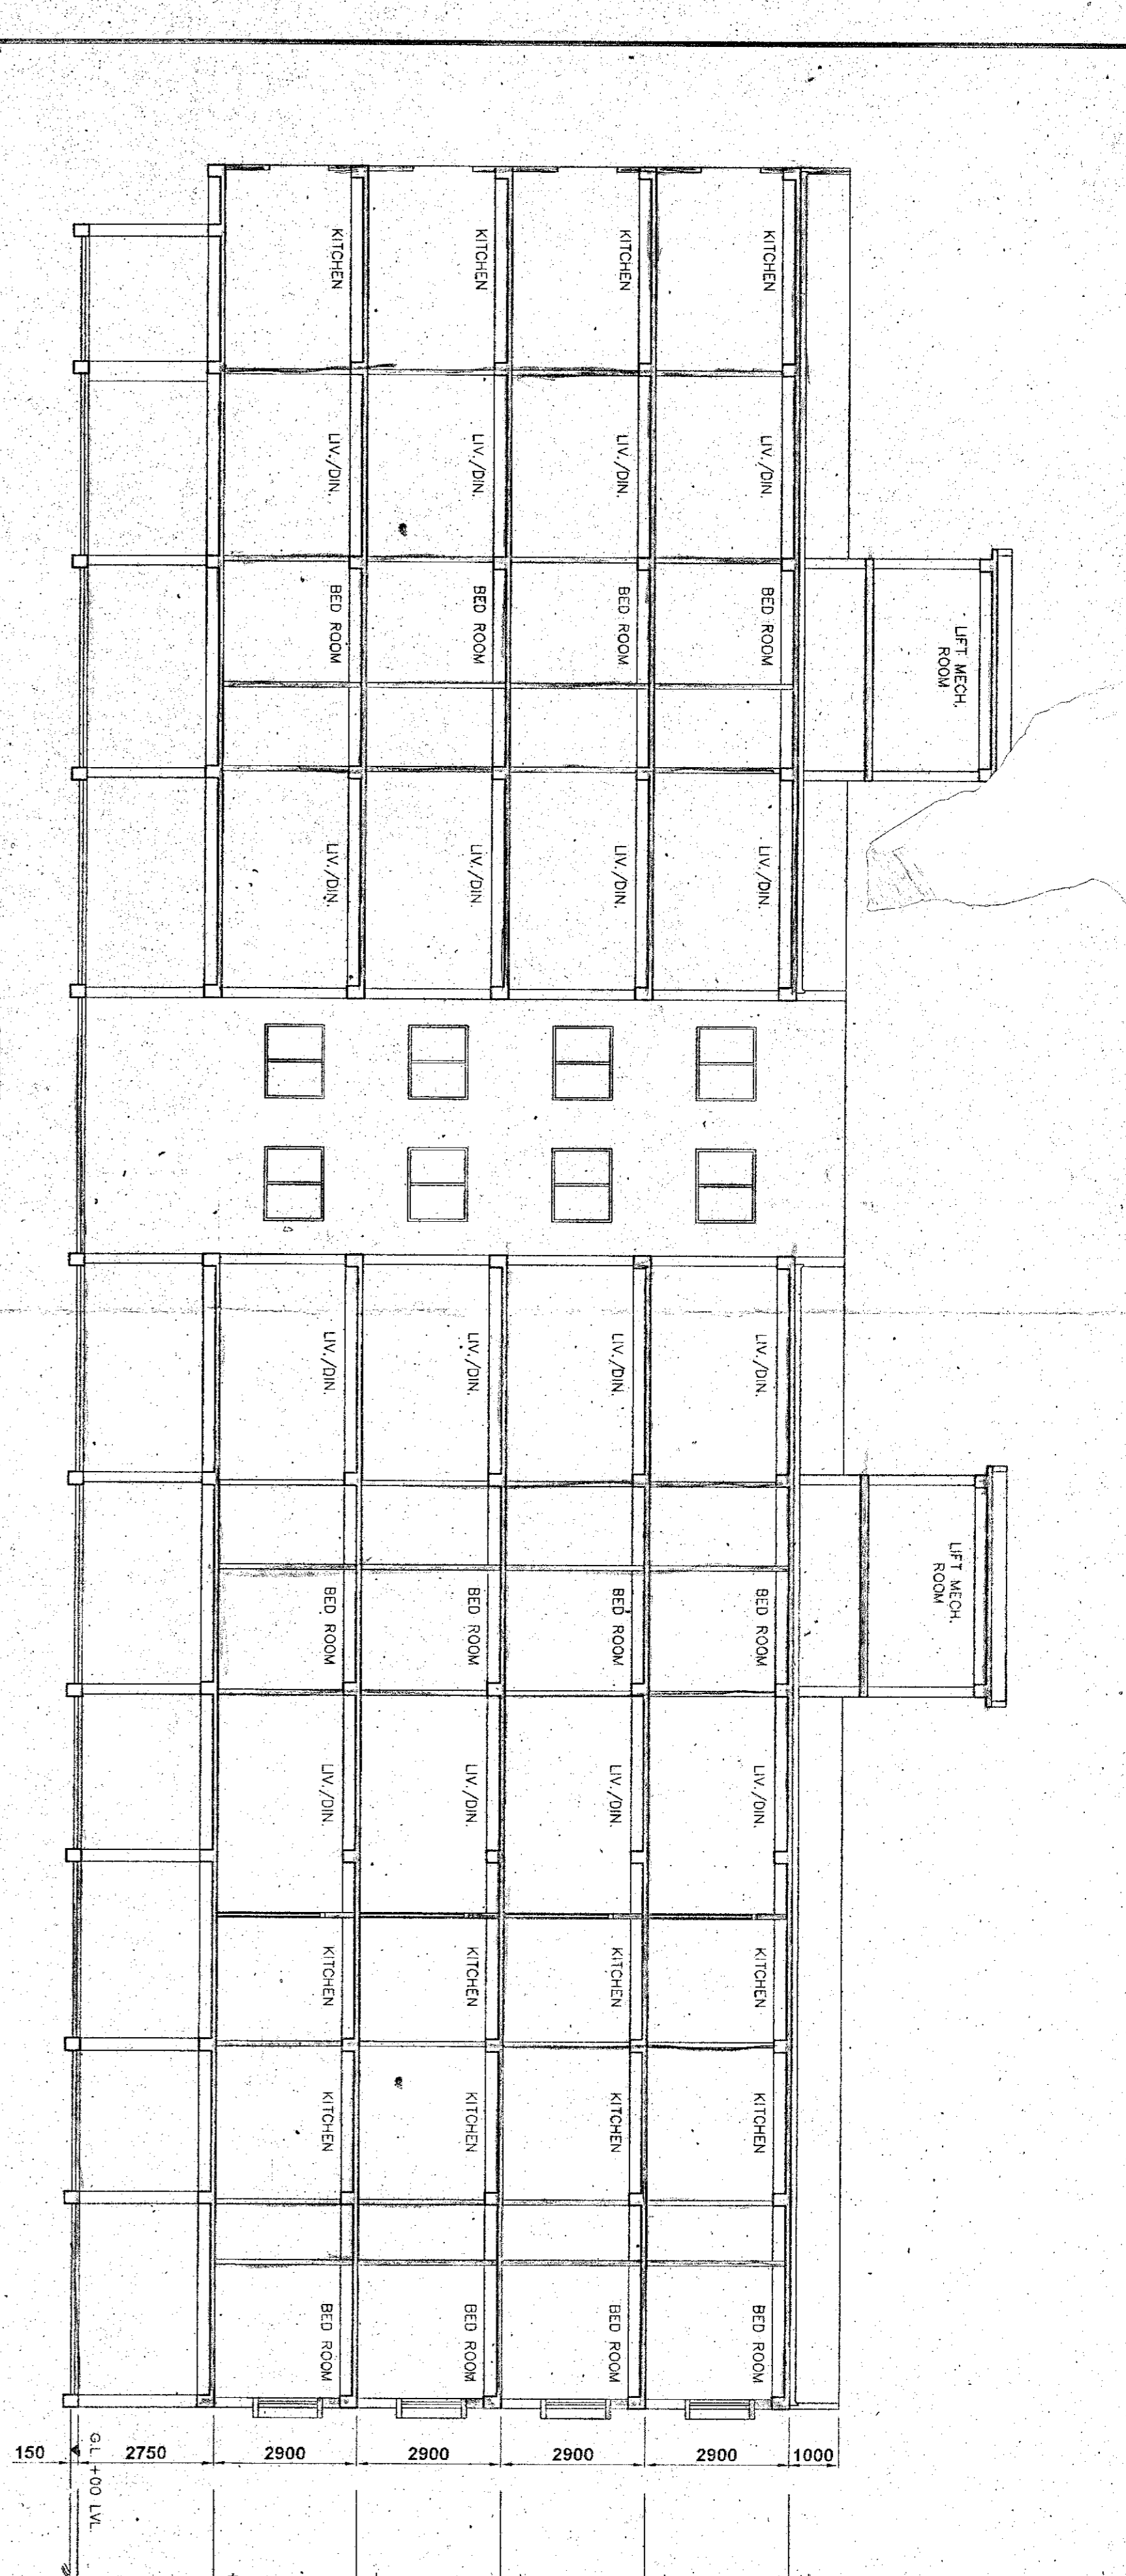 KITCHEN KITCHEN KITCHEN KITCHEN
LIV./DIN. LIV./DIN. LIV./DIN. LIV./DIN.
BED ROOM BED ROOM BED ROOM BED ROOM
LIFT MECH.
ROOM
LIV./DIN. LIV./DIN. LIV./DIN. LIV./DIN.
LIV./DIN. LIV./DIN. LIV./DIN. LIV./DIN.
LIFT MECH.
ROOM
BED ROOM BED ROOM BED ROOM BED ROOM
LIV./DIN. LIV./DIN. LIV./DIN. LIV./DIN.
KITCHEN KITCHEN KITCHEN KITCHEN
KITCHEN KITCHEN KITCHEN KITCHEN
BED ROOM BED ROOM BED ROOM BED ROOM
150 2750 2900 2900 2900 2900 1000
G.L +00 LVL